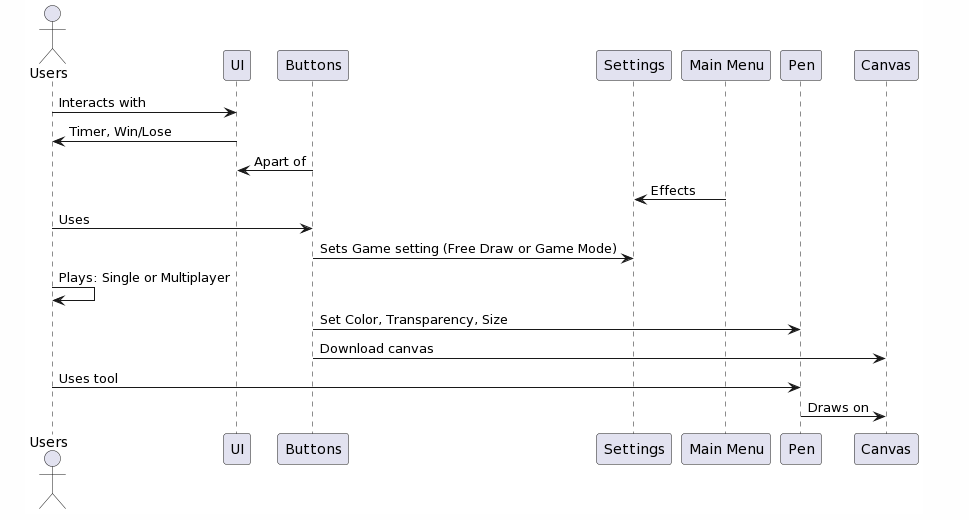 Users
UI
Buttons
Settings
Main Menu
Pen
Canvas
Interacts with
Timer, Win/Lose
Apart of
Effects
Uses
Sets Game setting (Free Draw or Game Mode)
Plays: Single or Multiplayer
Set Color, Transparency, Size
Download canvas
Uses tool
Draws on
Users
UI
Buttons
Settings
Main Menu
Pen
Canvas